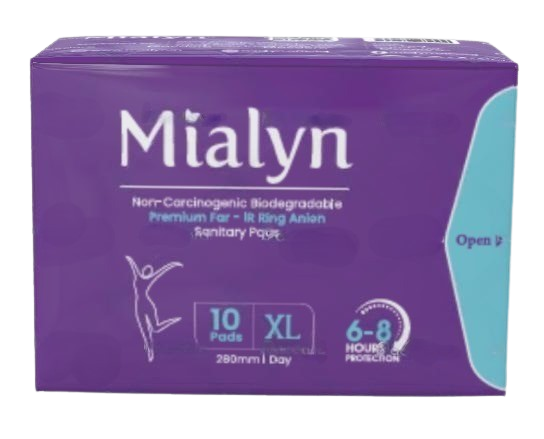 Mialyn
Non-Carcinogenic Biodegradable
Premium Far - IR Ring Anion
Sanitary Pads
Open
10
Pads
XL
6-8
HOURS
PROTECTION
280mm | Day